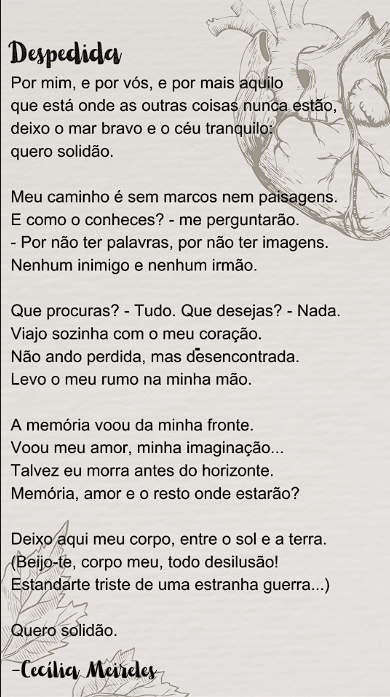 Despedida
Por mim, e por vós, e por mais aquilo
que está onde as outras coisas nunca estão,
deixo o mar bravo e o céu tranquilo:
quero solidão.
Meu caminho é sem marcos nem paisagens.
E como o conheces? - me perguntarão.
- Por não ter palavras, por não ter imagens.
Nenhum inimigo e nenhum irmão.
Que procuras? - Tudo. Que desejas? - Nada.
Viajo sozinha com o meu coração.
Não ando perdida, mas desencontrada.
Levo o meu rumo na minha mão.
A memória voou da minha fronte.
Voou meu amor, minha imaginação...
Talvez eu morra antes do horizonte.
Memória, amor e o resto onde estarão?
Deixo aqui meu corpo, entre o sol e a terra.
(Beijo-te, corpo meu, todo desilusão!
Estandarte triste de uma estranha guerra...)
Quero solidão.
-Cecília Meireles